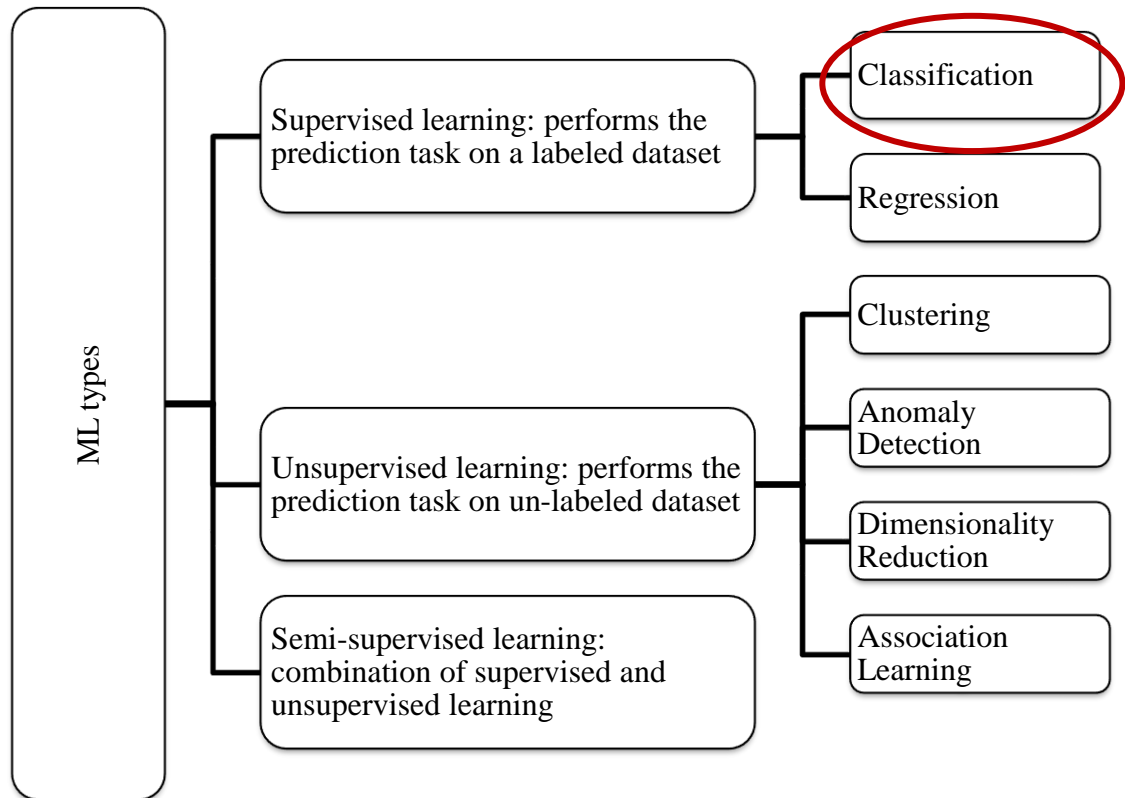 ML types
Supervised learning: performs the
prediction task on a labeled dataset
Classification
Regression
Unsupervised learning: performs the
prediction task on un-labeled dataset
Clustering
Anomaly
Detection
Dimensionality
Reduction
Association
Learning
Semi-supervised learning:
combination of supervised and
unsupervised learning